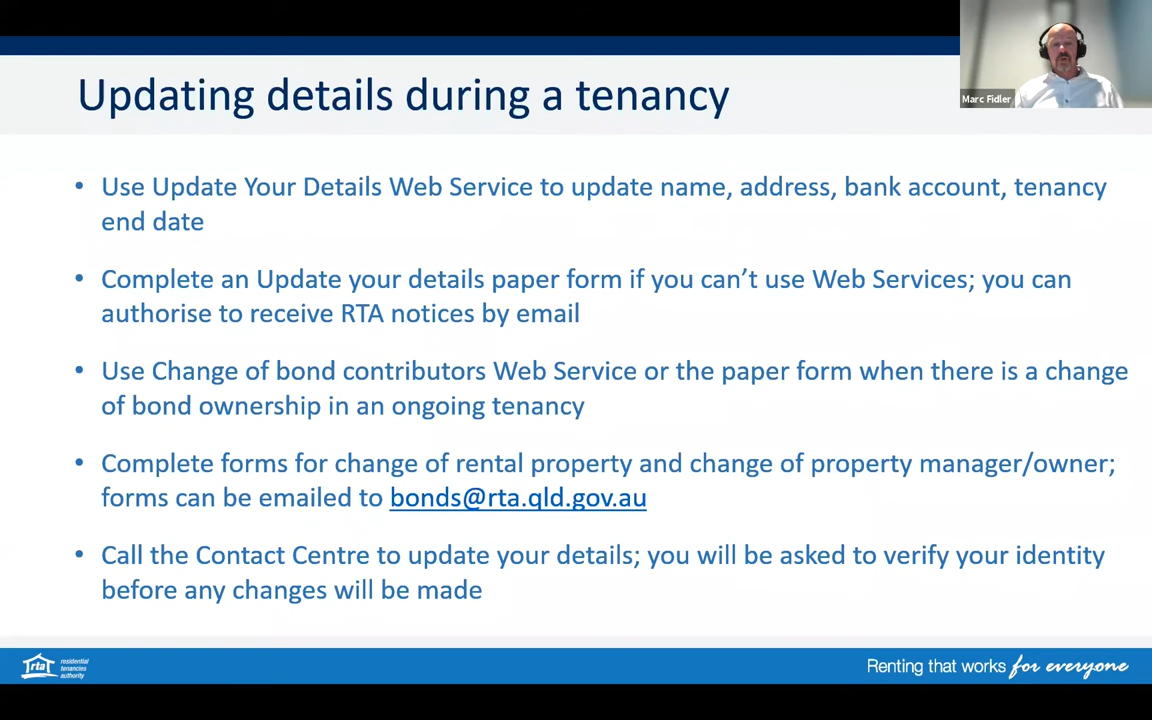 Updating details during a tenancy
Marc Fidler
• Use Update Your Details Web Service to update name, address, bank account, tenancy
end date
• Complete an Update your details paper form if you can’t use Web Services; you can
authorise to receive RTA notices by email
• Use Change of bond contributors Web Service or the paper form when there is a change
of bond ownership in an ongoing tenancy
• Complete forms for change of rental property and change of property manager/owner;
forms can be emailed to bonds@rta.qld.gov.au
• Call the Contact Centre to update your details; you will be asked to verify your identity
before any changes will be made
rta
residential
tenancies
authority
Renting that works for everyone